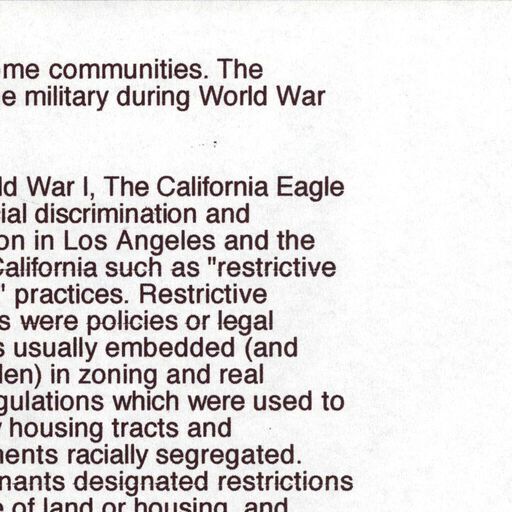 ome communities. The
e military during World War
ld War I, The California Eagle
ial discrimination and
on in Los Angeles and the
California such as "restrictive
" practices. Restrictive
s were policies or legal
s usually embedded (and
den) in zoning and real
gulations which were used to
y housing tracts and
ments racially segregated.
nants designated restrictions
e of land or housing, and